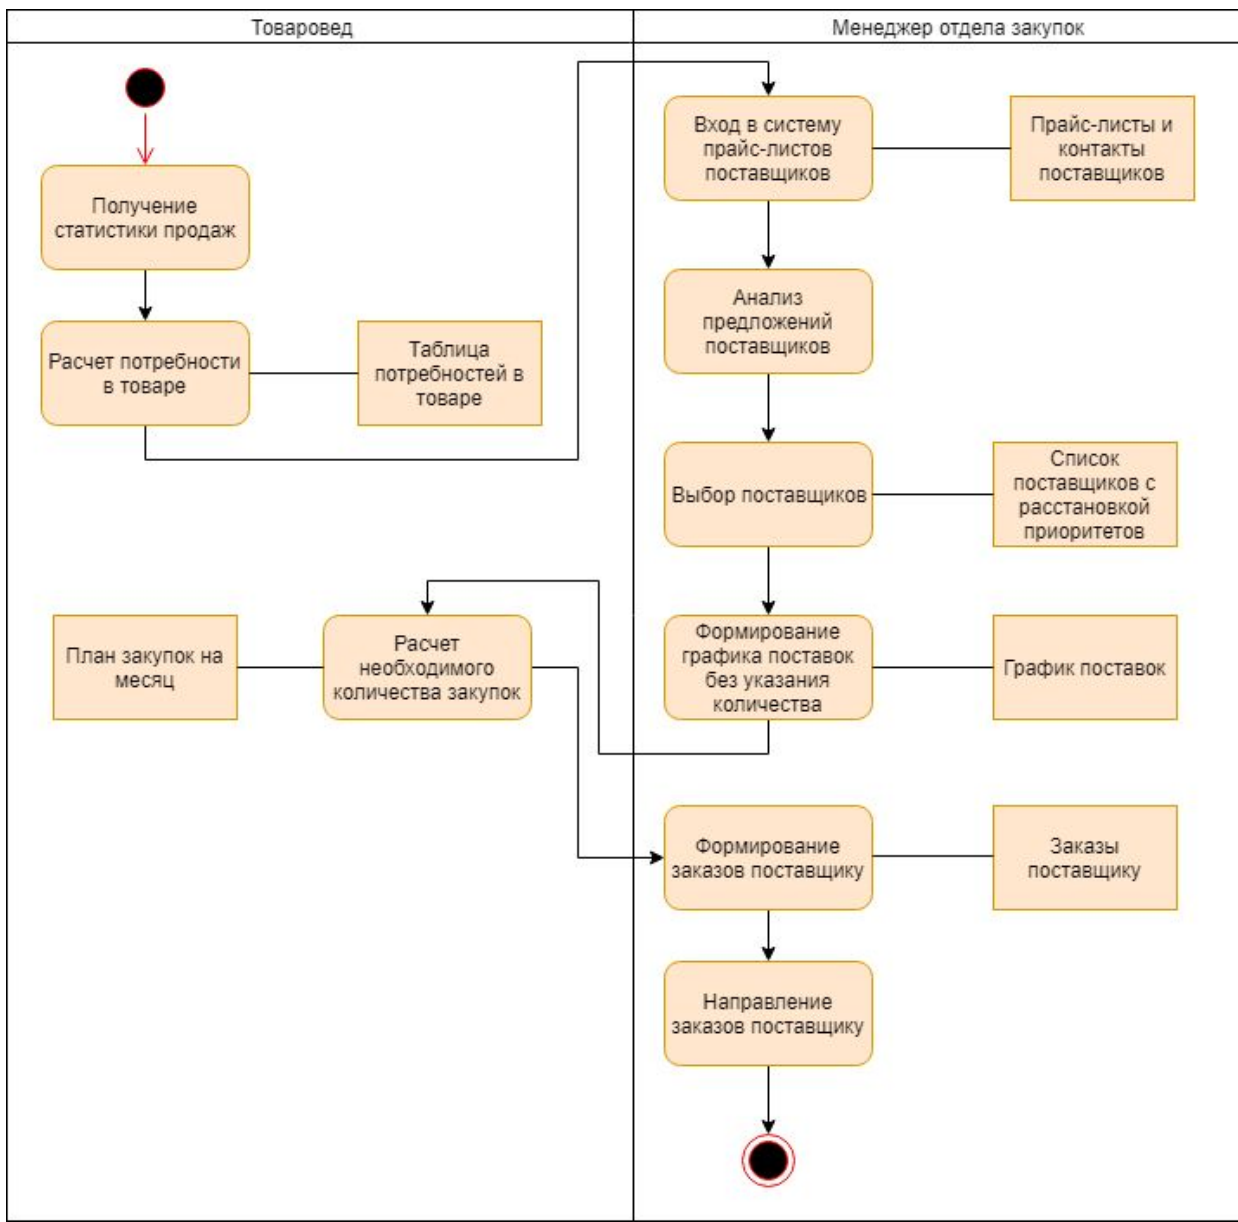 Товаровед
Менеджер отдела закупок
Получение
статистики продаж
Расчет потребности
в товаре
Таблица
потребностей в
товаре
Вход в систему
прайс-листов
поставщиков
Прайс-листы и
контакты
поставщиков
Анализ
предложений
поставщиков
Выбор поставщиков
Список
поставщиков с
расстановкой
приоритетов
План закупок на
месяц
Расчет
необходимого
количества закупок
Формирование
графика поставок
без указания
количества
График поставок
Формирование
заказов поставщику
Заказы
поставщику
Направление
заказов поставщику